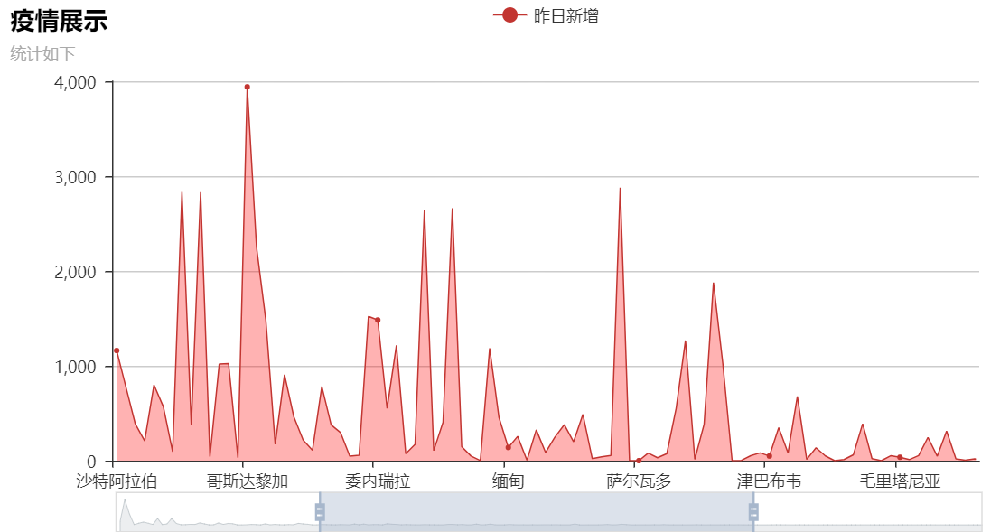 疫情展示
昨日新增
统计如下
4,000
3,000
2,000
1,000
0
沙特阿拉伯 哥斯达黎加 委内瑞拉 缅甸 萨尔瓦多 津巴布韦 毛里塔尼亚